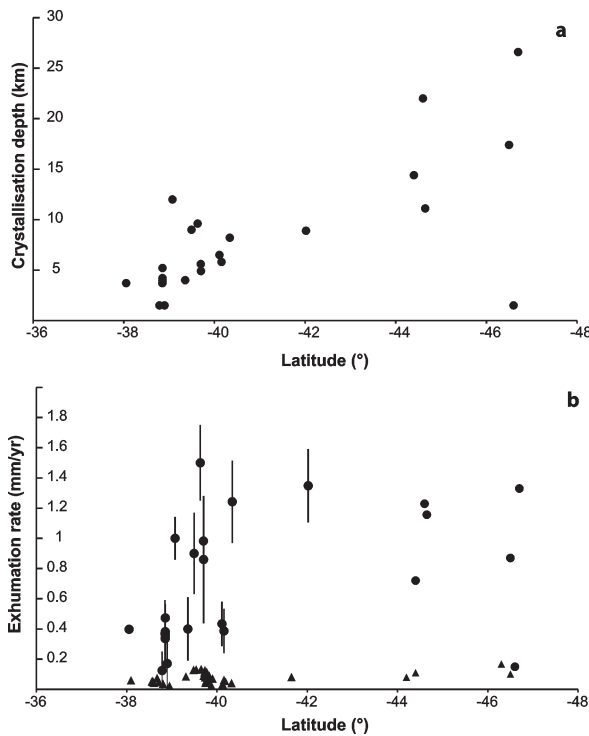 a
30
25
20
15
10
5
Crystallisation depth (km)
-36 -38 -40 -42 -44 -46 -48
Latitude (°)
b
1.8
1.6
1.4
1.2
1
0.8
0.6
0.4
0.2
Exhumation rate (mm/yr)
-36 -38 -40 -42 -44 -46 -48
Latitude (°)